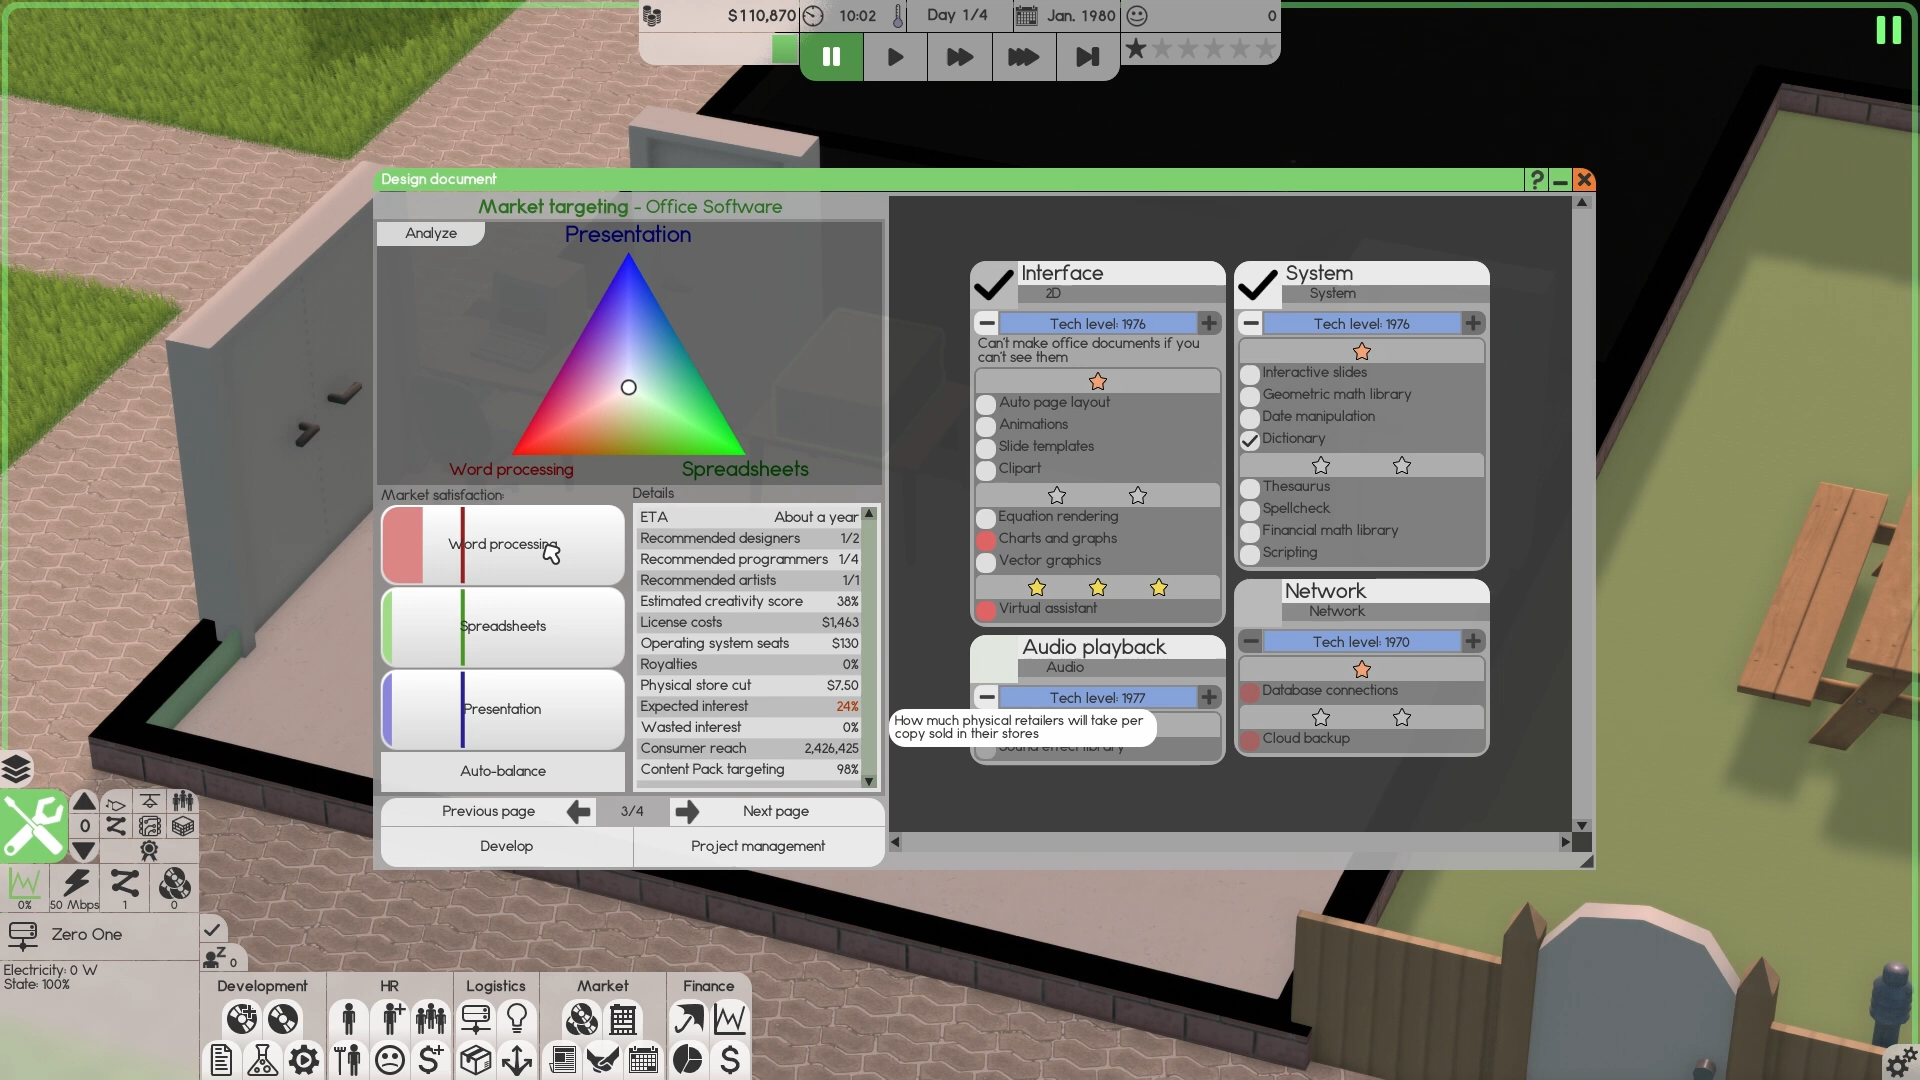 $110,870
10:02
Day 1/4
Jan. 1980
0
Design document
?
Market targeting - Office Software
Analyze
Presentation
Word processing
Spreadsheets
Market satisfaction:
Word processing
Spreadsheets
Presentation
Auto-balance
Details
ETA About a year
Recommended designers 1/2
Recommended programmers 1/4
Recommended artists 1/1
Estimated creativity score 38%
License costs $1,463
Operating system seats $130
Royalties 0%
Physical store cut $7.50
Expected interest 24%
Wasted interest 0%
Consumer reach 2,426,425
Content Pack targeting 98%
Previous page 3/4 Next page
Develop
Project management
Interface
2D
Tech level: 1976
Can't make office documents if you
can't see them
Auto page layout
Animations
Slide templates
Clipart
Equation rendering
Charts and graphs
Vector graphics
Virtual assistant
Audio playback
Audio
Tech level: 1977
How much physical retailers will take per
copy sold in their stores
Sound effect library
System
System
Tech level: 1976
Interactive slides
Geometric math library
Date manipulation
Dictionary
Thesaurus
Spellcheck
Financial math library
Scripting
Network
Network
Tech level: 1970
Database connections
Cloud backup
0
0%
50 Mbps
1
0
Zero One
Electricity: 0 W
State: 100%
Z
0
Development
HR
Logistics
Market
Finance